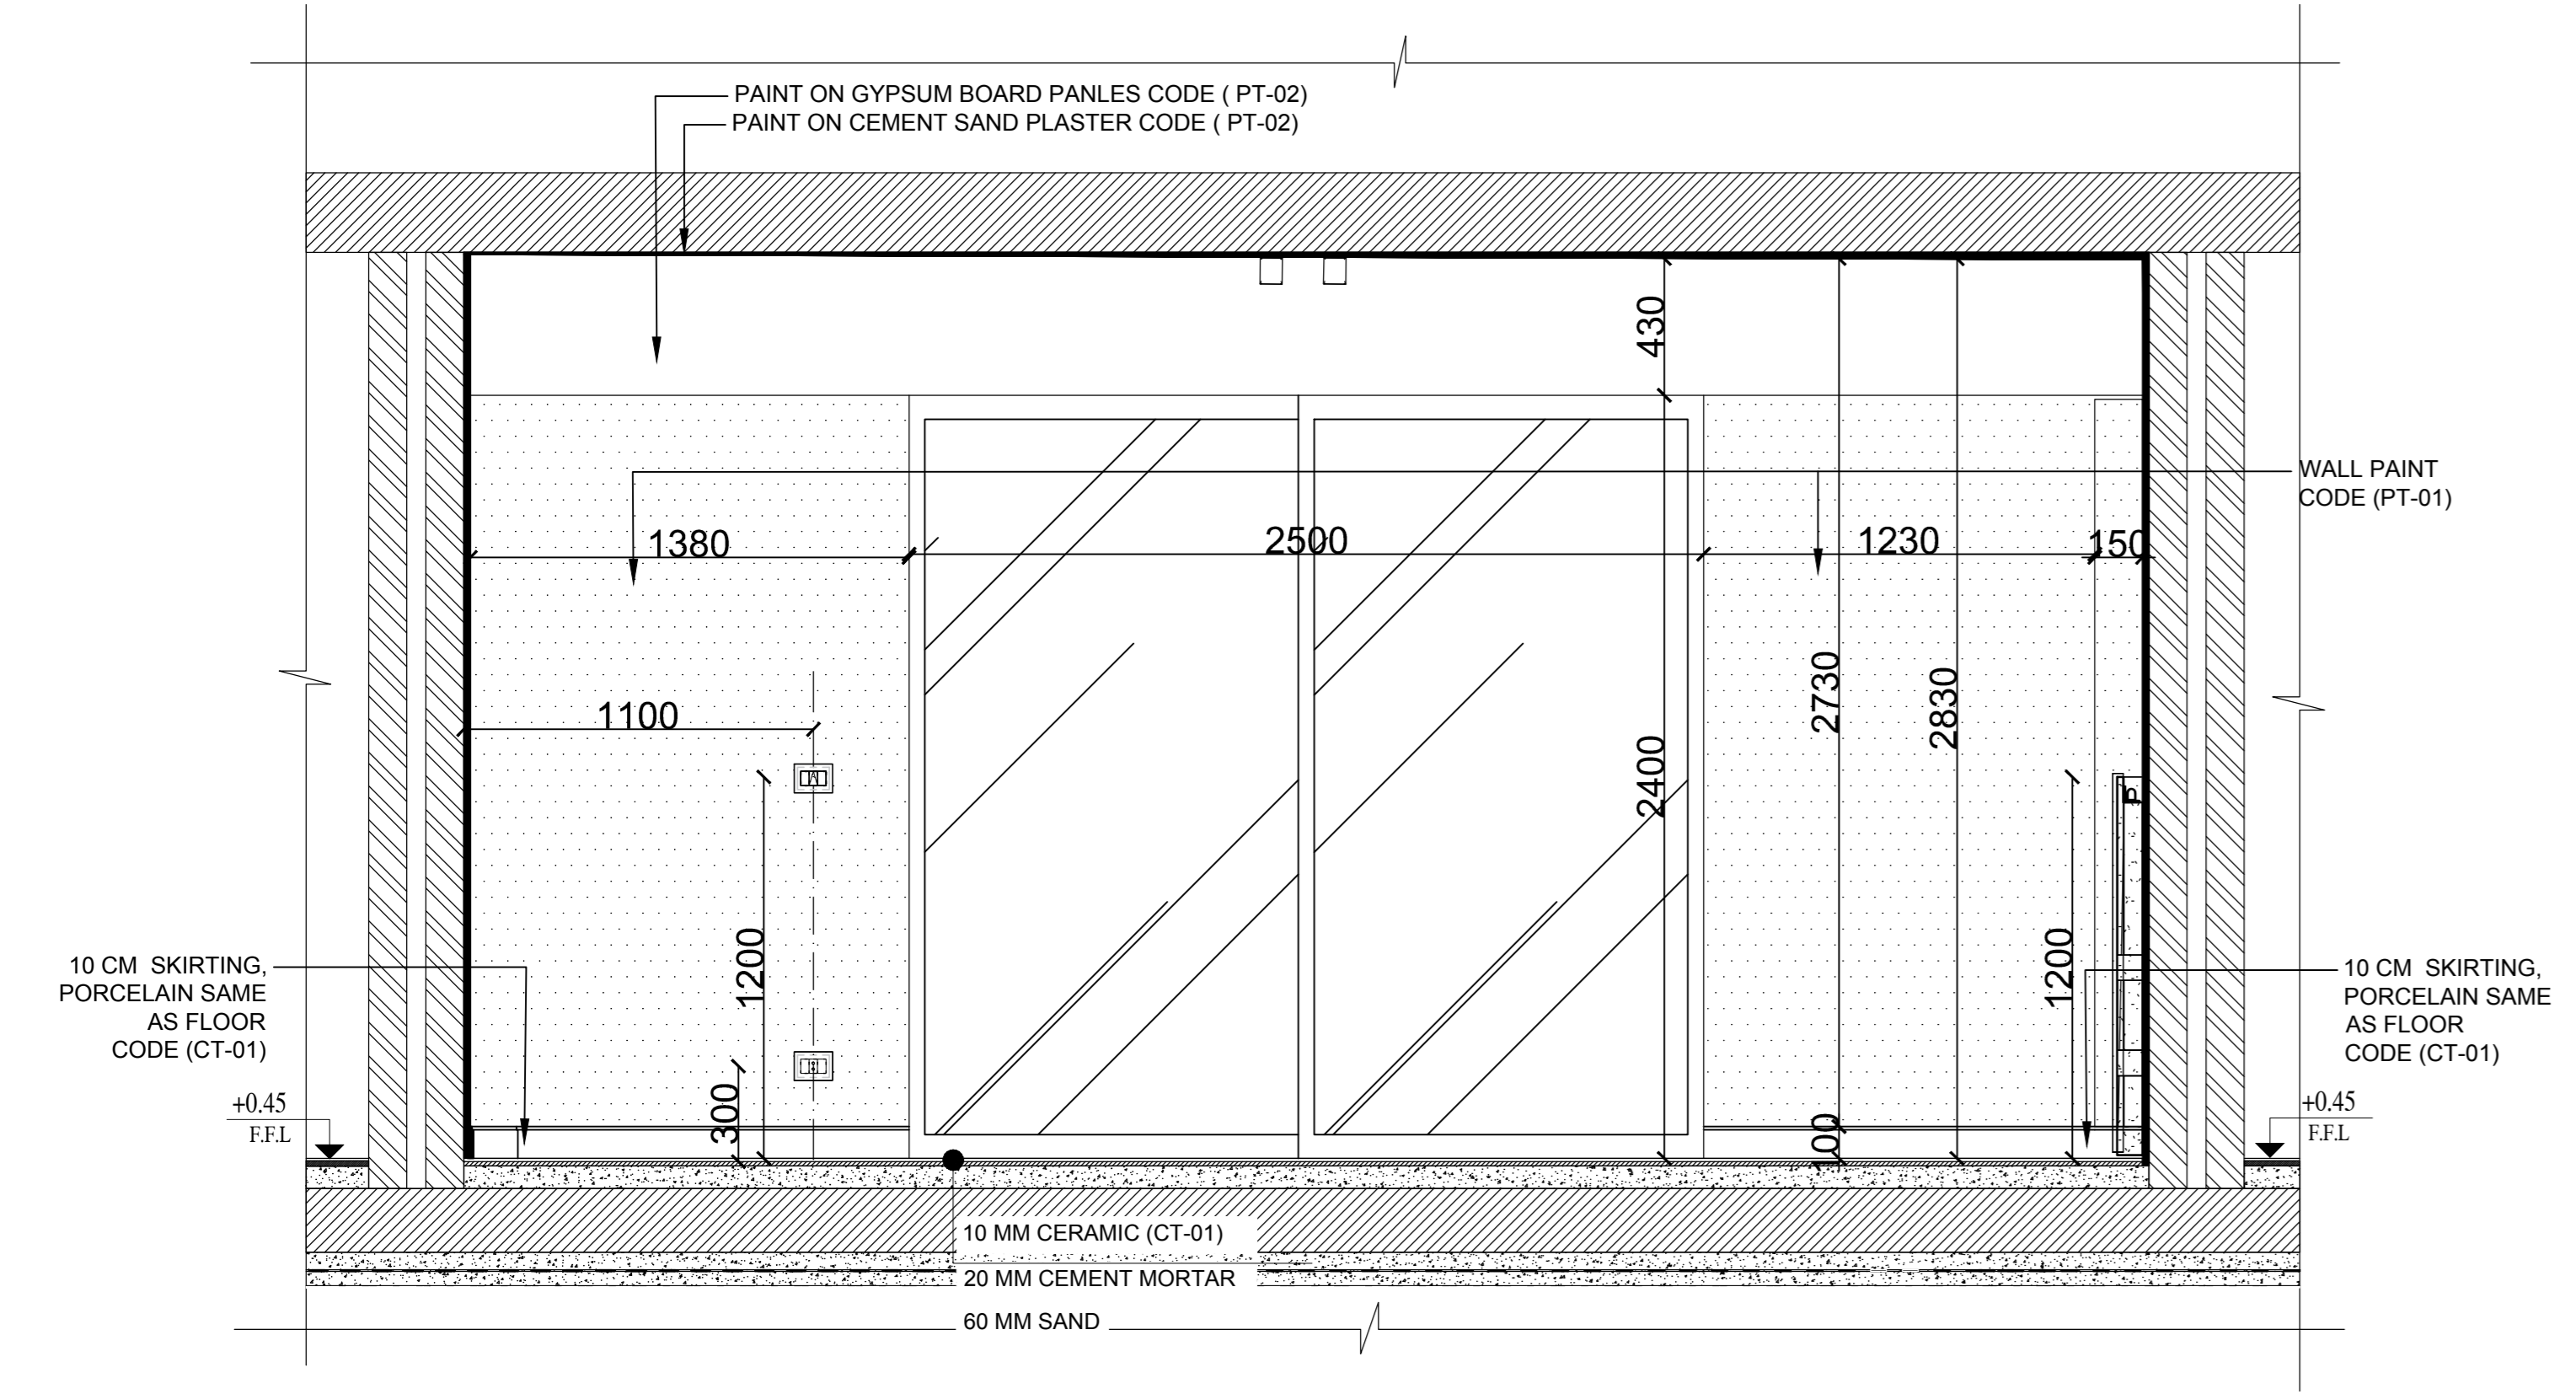 PAINT ON GYPSUM BOARD PANLES CODE ( PT-02)
PAINT ON CEMENT SAND PLASTER CODE ( PT-02)
430
WALL PAINT
CODE (PT-01)
1380
2500
1230
150
1100
2730
2830
2400
1200
1200
10 CM SKIRTING,
PORCELAIN SAME
AS FLOOR
CODE (CT-01)
10 CM SKIRTING,
PORCELAIN SAME
AS FLOOR
CODE (CT-01)
300
100
+0.45
F.F.L
+0.45
F.F.L
10 MM CERAMIC (CT-01)
20 MM CEMENT MORTAR
60 MM SAND